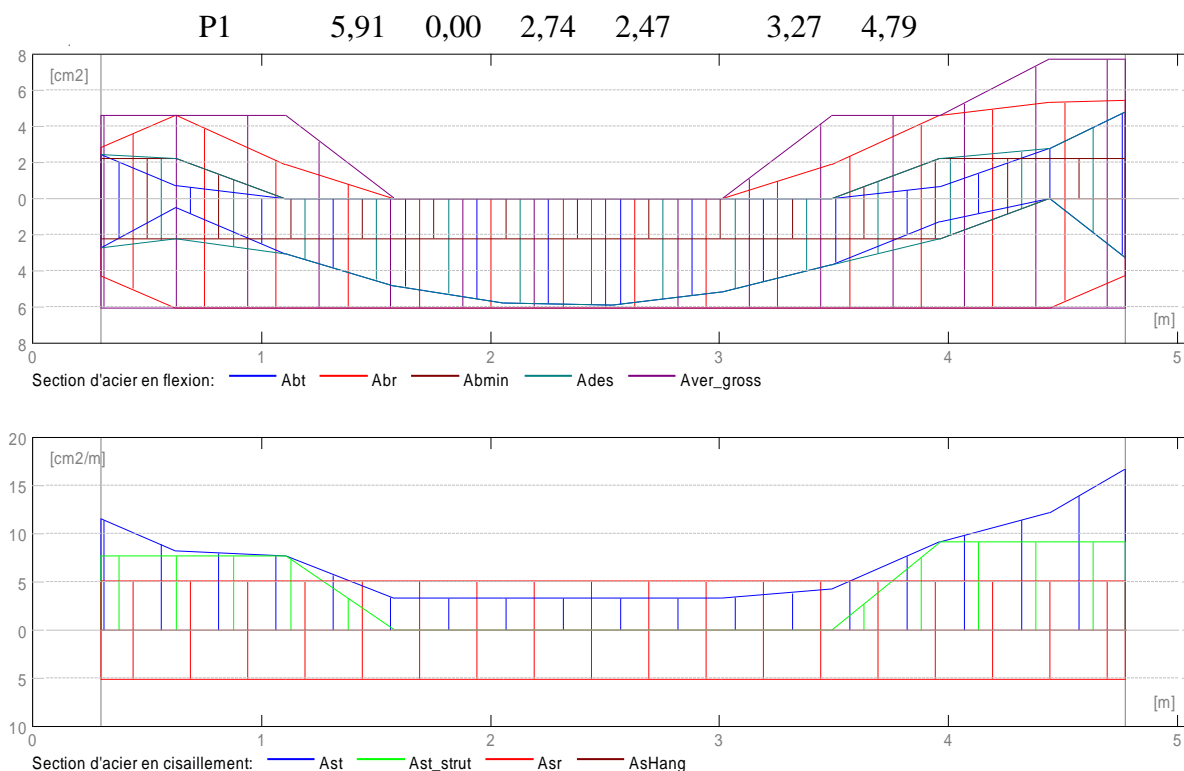 P1 5,91 0,00 2,74 2,47 3,27 4,79
8
[cm2]
6
4
2
0
2
4
6
[m]
8
0 1 2 3 4 5
Section d'acier en flexion: Abt Abr Abmin Ades Aver_gross
20
[cm2/m]
15
10
5
0
5
[m]
10
0 1 2 3 4 5
Section d'acier en cisaillement: Ast Ast_strut Asr AsHang